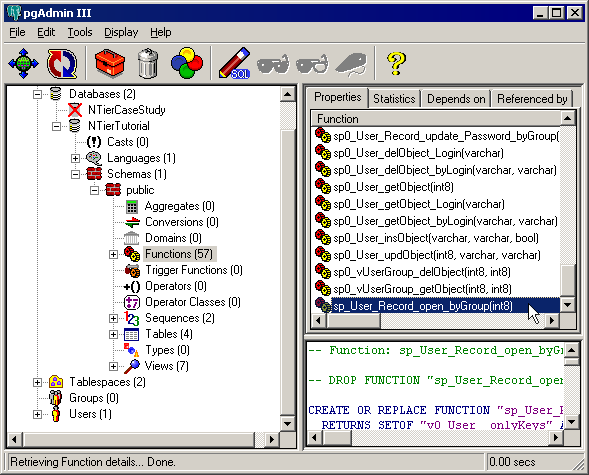 pgAdmin III
File Edit Tools Display Help
SQL
Databases (2)
NTierCaseStudy
NTierTutorial
Casts (0)
Languages (1)
Schemas (1)
public
Aggregates (0)
Conversions (0)
Domains (0)
Functions (57)
Trigger Functions (0)
Operators (0)
Operator Classes (0)
Sequences (2)
Tables (4)
Types (0)
Views (7)
Tablespaces (2)
Groups (0)
Users (1)
Properties Statistics Depends on Referenced by
Function
sp0_User_Record_update_Password_byGroup(
sp0_User_delObject_Login(varchar)
sp0_User_delObject_byLogin(varchar, varchar)
sp0_User_getObject(int8)
sp0_User_getObject_Login(varchar)
sp0_User_getObject_byLogin(varchar, varchar)
sp0_User_insObject(varchar, varchar, bool)
sp0_User_updObject(int8, varchar, varchar)
sp0_vUserGroup_delObject(int8, int8)
sp0_vUserGroup_getObject(int8, int8)
sp_User_Record_open_byGroup(int8)
-- Function: sp_User_Record_open_byGr
-- DROP FUNCTION "sp_User_Record_open
CREATE OR REPLACE FUNCTION "sp_User_R
RETURNS SETOF "v0_User__onlyKeys" A
Retrieving Function details... Done.
0.00 secs